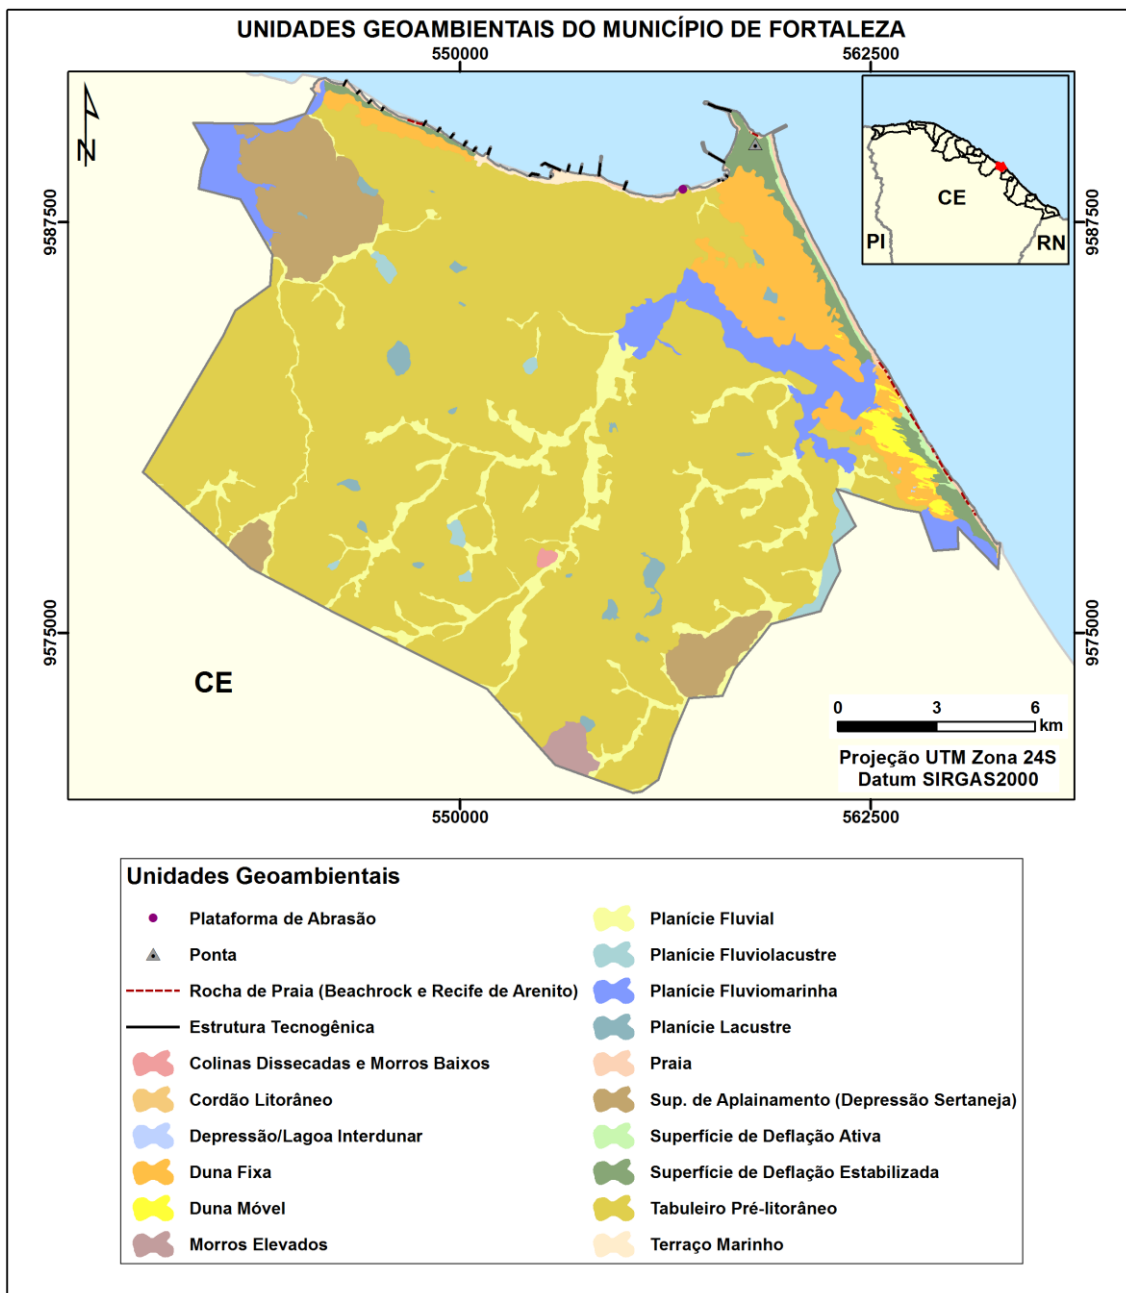 UNIDADES GEOAMBIENTAIS DO MUNICÍPIO DE FORTALEZA
550000
562500
N
CE
PI
RN
9587500
9587500
9575000
9575000
CE
0 3 6
km
Projeção UTM Zona 24S
Datum SIRGAS2000
550000
562500
Unidades Geoambientais
Plataforma de Abrasão
Ponta
Rocha de Praia (Beachrock e Recife de Arenito)
Estrutura Tecnogênica
Colinas Dissecadas e Morros Baixos
Cordão Litorâneo
Depressão/Lagoa Interdunar
Duna Fixa
Duna Móvel
Morros Elevados
Planície Fluvial
Planície Fluviolacustre
Planície Fluviomarinha
Planície Lacustre
Praia
Sup. de Aplainamento (Depressão Sertaneja)
Superfície de Deflação Ativa
Superfície de Deflação Estabilizada
Tabuleiro Pré-litorâneo
Terraço Marinho